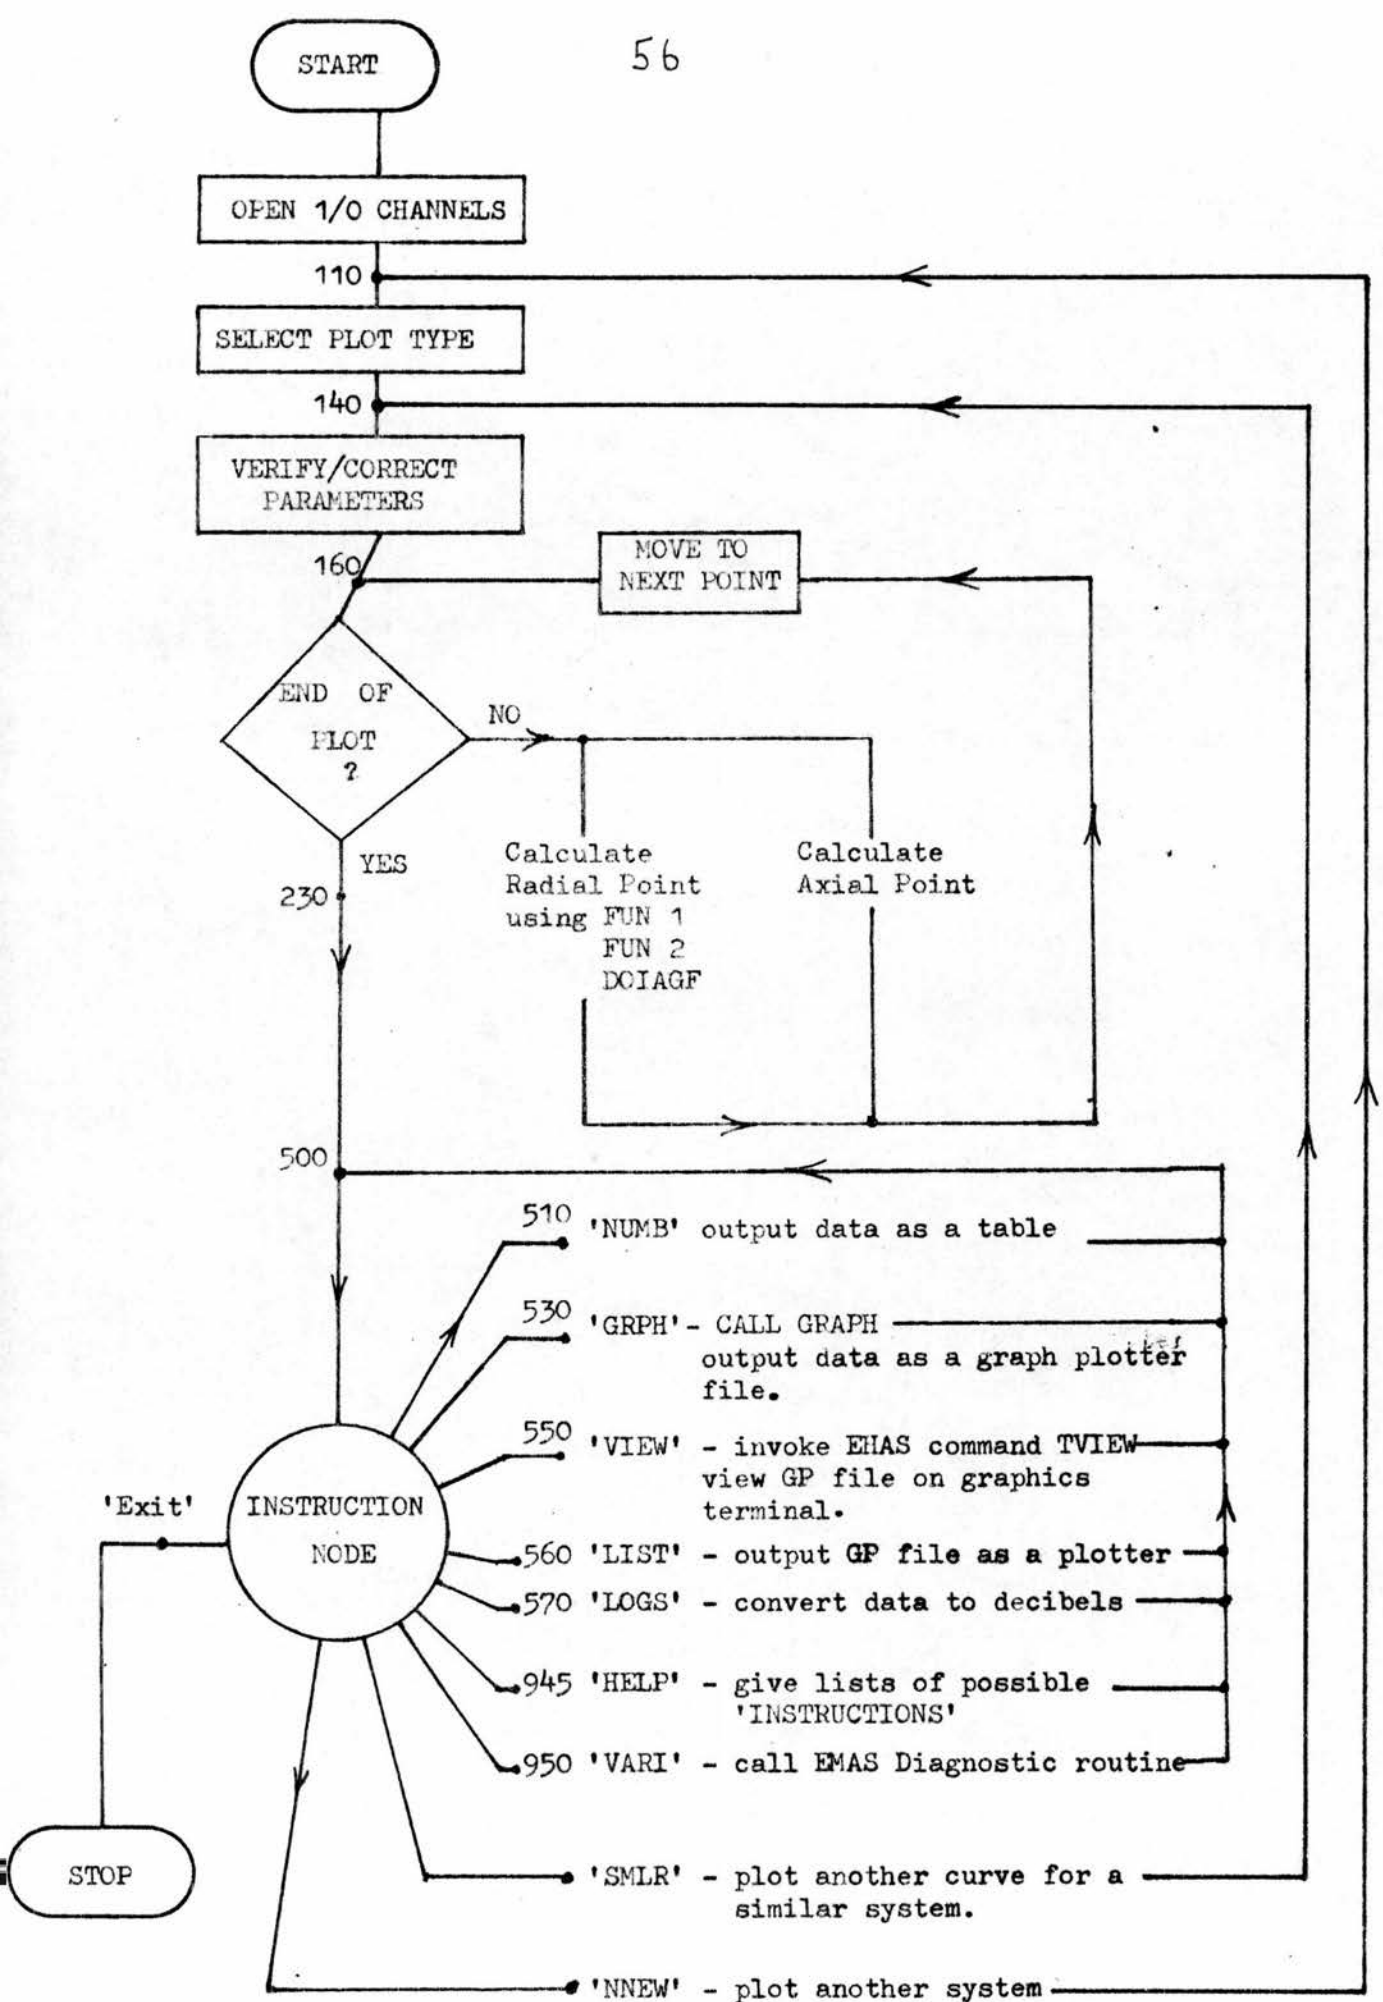 56
START
OPEN 1/O CHANNELS
110
SELECT PLOT TYPE
140
VERIFY/CORRECT
PARAMETERS
160
MOVE TO
NEXT POINT
END OF
PLOT
?
NO
YES
230
Calculate
Radial Point
using FUN 1
FUN 2
DOIAGF
Calculate
Axial Point
500
510 'NUMB' output data as a table
530 'GRPH' - CALL GRAPH
output data as a graph plotter
file.
550 'VIEW' - invoke EHAS command TVIEW
view GP file on graphics
terminal.
'Exit'
INSTRUCTION
NODE
560 'LIST' - output GP file as a plotter
570 'LOGS' - convert data to decibels
945 'HELP' - give lists of possible
'INSTRUCTIONS'
950 'VARI' - call EMAS Diagnostic routine
STOP
'SMLR' - plot another curve for a
similar system.
'NNEW' - plot another system